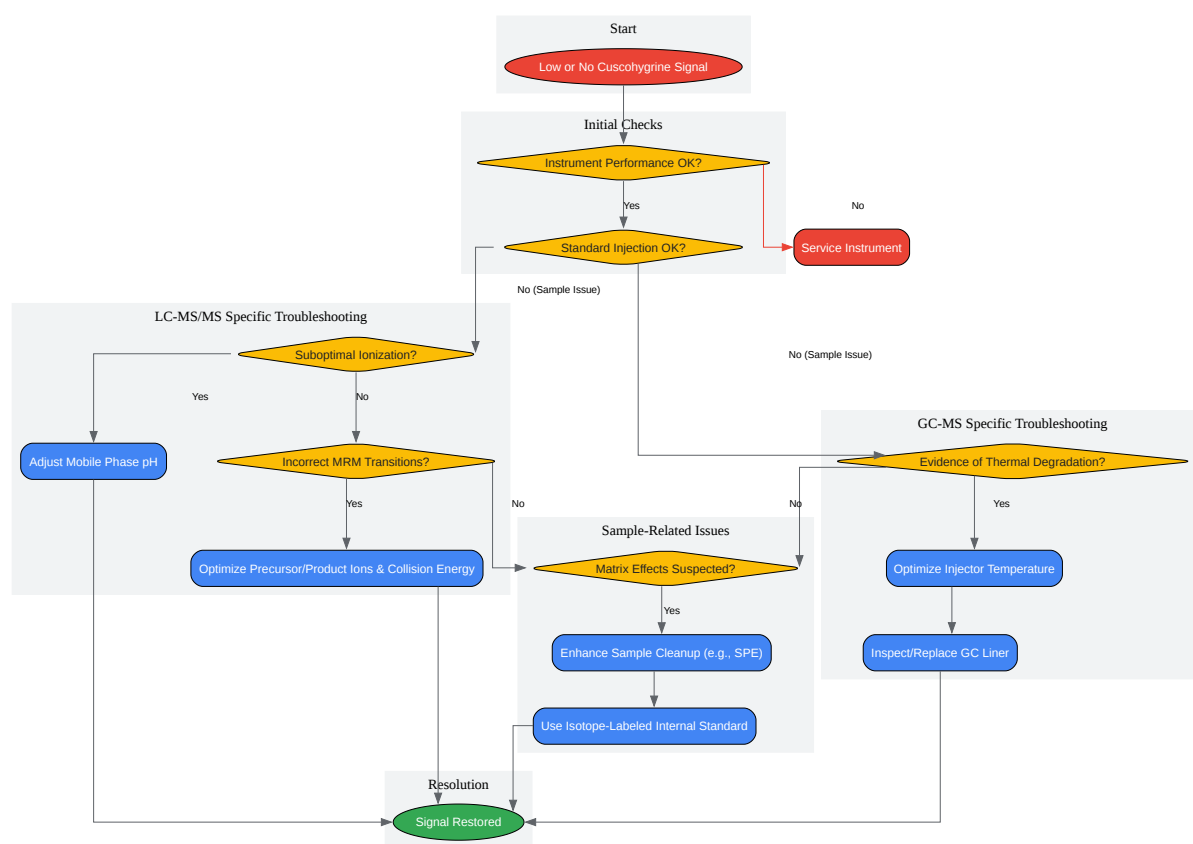 Start
Low or No Cuscohygrine Signal
Initial Checks
Instrument Performance OK?
Yes
No
Standard Injection OK?
Service Instrument
No (Sample Issue)
LC-MS/MS Specific Troubleshooting
Suboptimal Ionization?
No (Sample Issue)
Yes
No
GC-MS Specific Troubleshooting
Adjust Mobile Phase pH
Incorrect MRM Transitions?
Evidence of Thermal Degradation?
Yes
No
No
Yes
Sample-Related Issues
Optimize Precursor/Product Ions & Collision Energy
Matrix Effects Suspected?
Optimize Injector Temperature
Yes
Enhance Sample Cleanup (e.g., SPE)
Inspect/Replace GC Liner
Use Isotope-Labeled Internal Standard
Resolution
Signal Restored